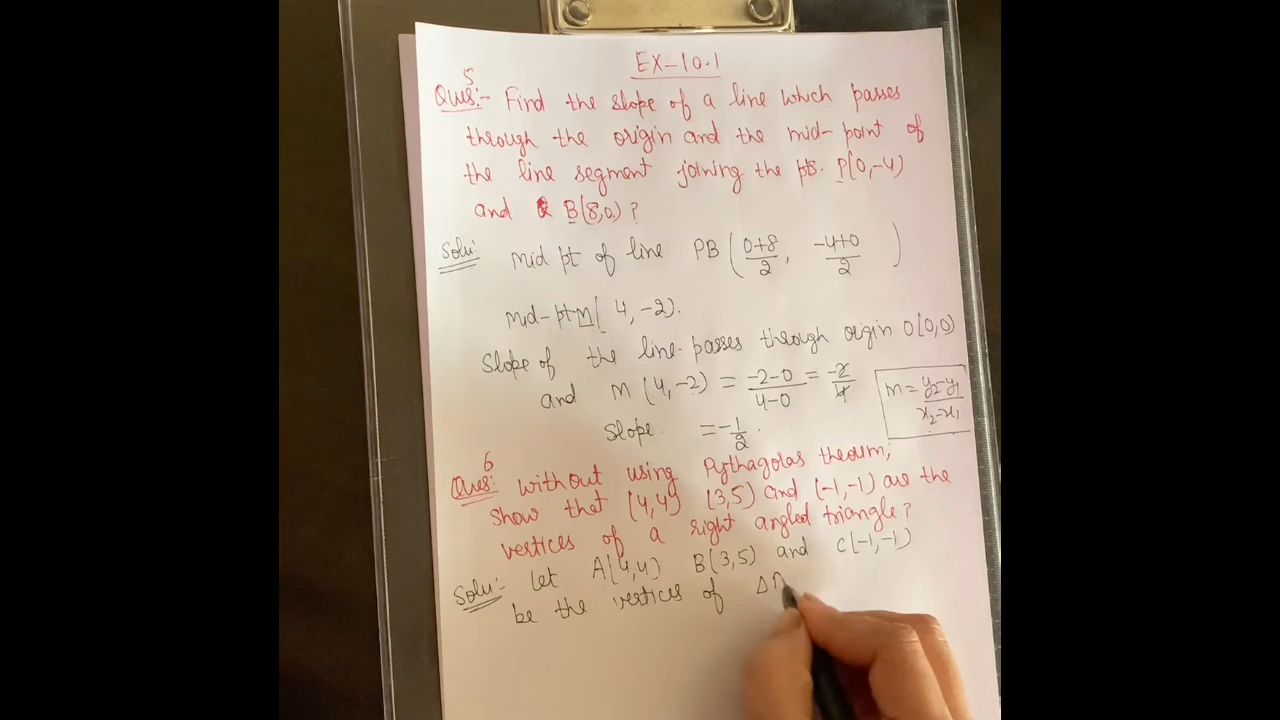 EX-10.1
5
Ques:- Find the slope of a line which passes
through the origin and the mid-point of
the line segment joining the pts. P(0,-4)
and B(8,0)?
Solu: Mid pt of line PB (0+8/2, -4+0/2)
Mid-pt M( 4, -2).
Slope of the line passes through origin O(0,0)
and M (4,-2) = -2-0/4-0 = -2/4
m = y2-y1/x2-x1
Slope. = -1/2.
6
Ques: Without using Pythagolas theorem,
show that (4,4) (3,5) and (-1,-1) are the
vertices of a right angled triangle?
Solu:- Let A(4,4) B(3,5) and C(-1,-1)
be the vertices of Δ